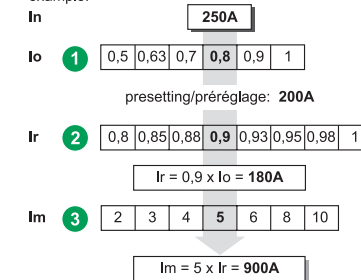 example:
In 250A
Io 1 0,5 0,63 0,7 0,8 0,9 1
presetting/préréglage: 200A
Ir 2 0,8 0,85 0,88 0,9 0,93 0,95 0,98 1
Ir = 0,9 x Io = 180A
Im 3 2 3 4 5 6 8 10
Im = 5 x Ir = 900A